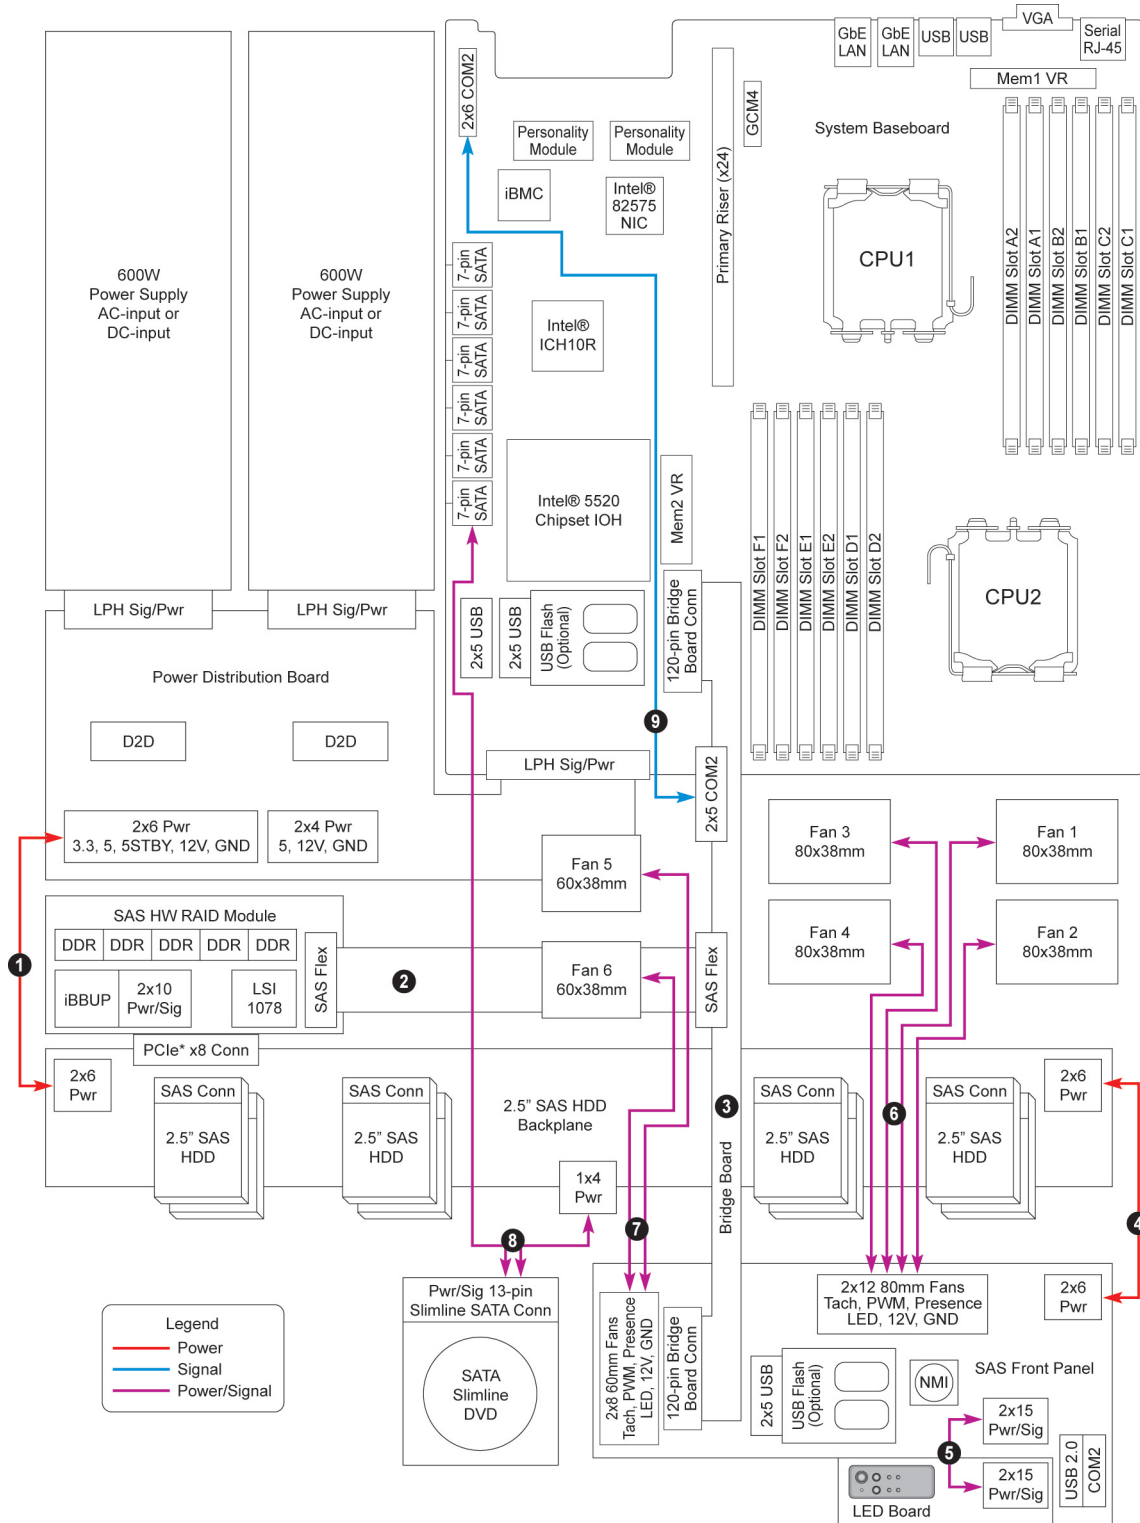 GbE
LAN
GbE
LAN
USB
USB
VGA
Serial
RJ-45
Mem1 VR
2x6 COM2
GCM4
System Baseboard
Personality
Module
Personality
Module
iBMC
Intel®
82575
NIC
Primary Riser (x24)
CPU1
DIMM Slot A2
DIMM Slot A1
DIMM Slot B2
DIMM Slot B1
DIMM Slot C2
DIMM Slot C1
600W
Power Supply
AC-input or
DC-input
600W
Power Supply
AC-input or
DC-input
7-pin
SATA
7-pin
SATA
7-pin
SATA
7-pin
SATA
7-pin
SATA
7-pin
SATA
Intel®
ICH10R
Intel® 5520
Chipset IOH
Mem2 VR
DIMM Slot F1
DIMM Slot F2
DIMM Slot E1
DIMM Slot E2
DIMM Slot D1
DIMM Slot D2
CPU2
LPH Sig/Pwr
LPH Sig/Pwr
2x5 USB
2x5 USB
USB Flash
(Optional)
120-pin Bridge
Board Conn
Power Distribution Board
D2D
D2D
9
LPH Sig/Pwr
2x5 COM2
2x6 Pwr
3.3, 5, 5STBY, 12V, GND
2x4 Pwr
5, 12V, GND
Fan 3
80x38mm
Fan 1
80x38mm
Fan 5
60x38mm
SAS HW RAID Module
DDR
DDR
DDR
DDR
DDR
1
iBBUP
2x10
Pwr/Sig
LSI
1078
SAS Flex
2
Fan 6
60x38mm
SAS Flex
Fan 4
80x38mm
Fan 2
80x38mm
PCIe* x8 Conn
2x6
Pwr
SAS Conn
2.5” SAS
HDD
SAS Conn
2.5” SAS
HDD
2.5” SAS HDD
Backplane
3
SAS Conn
2.5” SAS
HDD
6
SAS Conn
2.5” SAS
HDD
2x6
Pwr
1x4
Pwr
Bridge Board
8
7
4
Pwr/Sig 13-pin
Slimline SATA Conn
SATA
Slimline
DVD
2x8 60mm Fans
Tach, PWM, Presence
LED, 12V, GND
120-pin Bridge
Board Conn
2x12 80mm Fans
Tach, PWM, Presence
LED, 12V, GND
2x6
Pwr
Legend
Power
Signal
Power/Signal
2x5 USB
USB Flash
(Optional)
NMI
SAS Front Panel
2x15
Pwr/Sig
5
2x15
Pwr/Sig
USB 2.0
COM2
LED Board